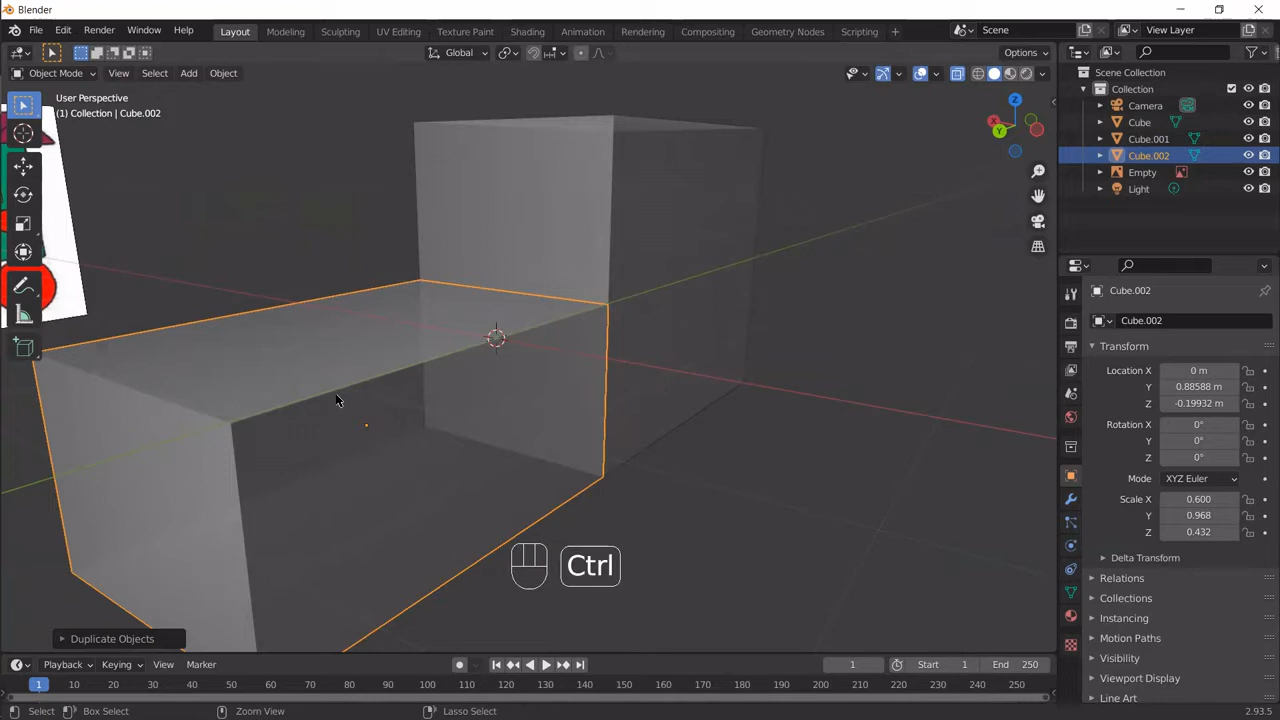 Blender
File Edit Render Window Help
Layout Modeling Sculpting UV Editing Texture Paint Shading Animation Rendering Compositing Geometry Nodes Scripting +
Scene
View Layer
Global
Options
Object Mode View Select Add Object
User Perspective
(1) Collection | Cube.002
Z
X
Y
Scene Collection
Collection
Camera
Cube
Cube.001
Cube.002
Empty
Light
Cube.002
Cube.002
Transform
Location X 0 m
Y 0.88588 m
Z -0.19932 m
Rotation X 0°
Y 0°
Z 0°
Mode XYZ Euler
Scale X 0.600
Y 0.968
Z 0.432
Delta Transform
Relations
Collections
Instancing
Motion Paths
Visibility
Viewport Display
Line Art
Ctrl
Duplicate Objects
Playback Keying View Marker
1 Start 1 End 250
1 10 20 30 40 50 60 70 80 90 100 110 120 130 140 150 160 170 180 190 200 210 220 230 240 250
Select Box Select Zoom View Lasso Select 2.93.5